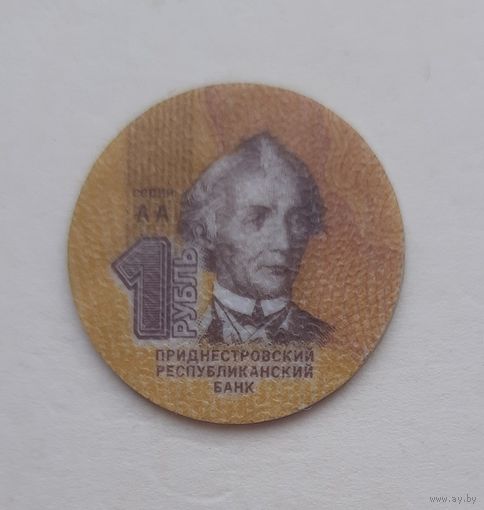 серия
АА
1
РУБЛЬ
ПРИДНЕСТРОВСКИЙ
РЕСПУБЛИКАНСКИЙ
БАНК
www.ay.by